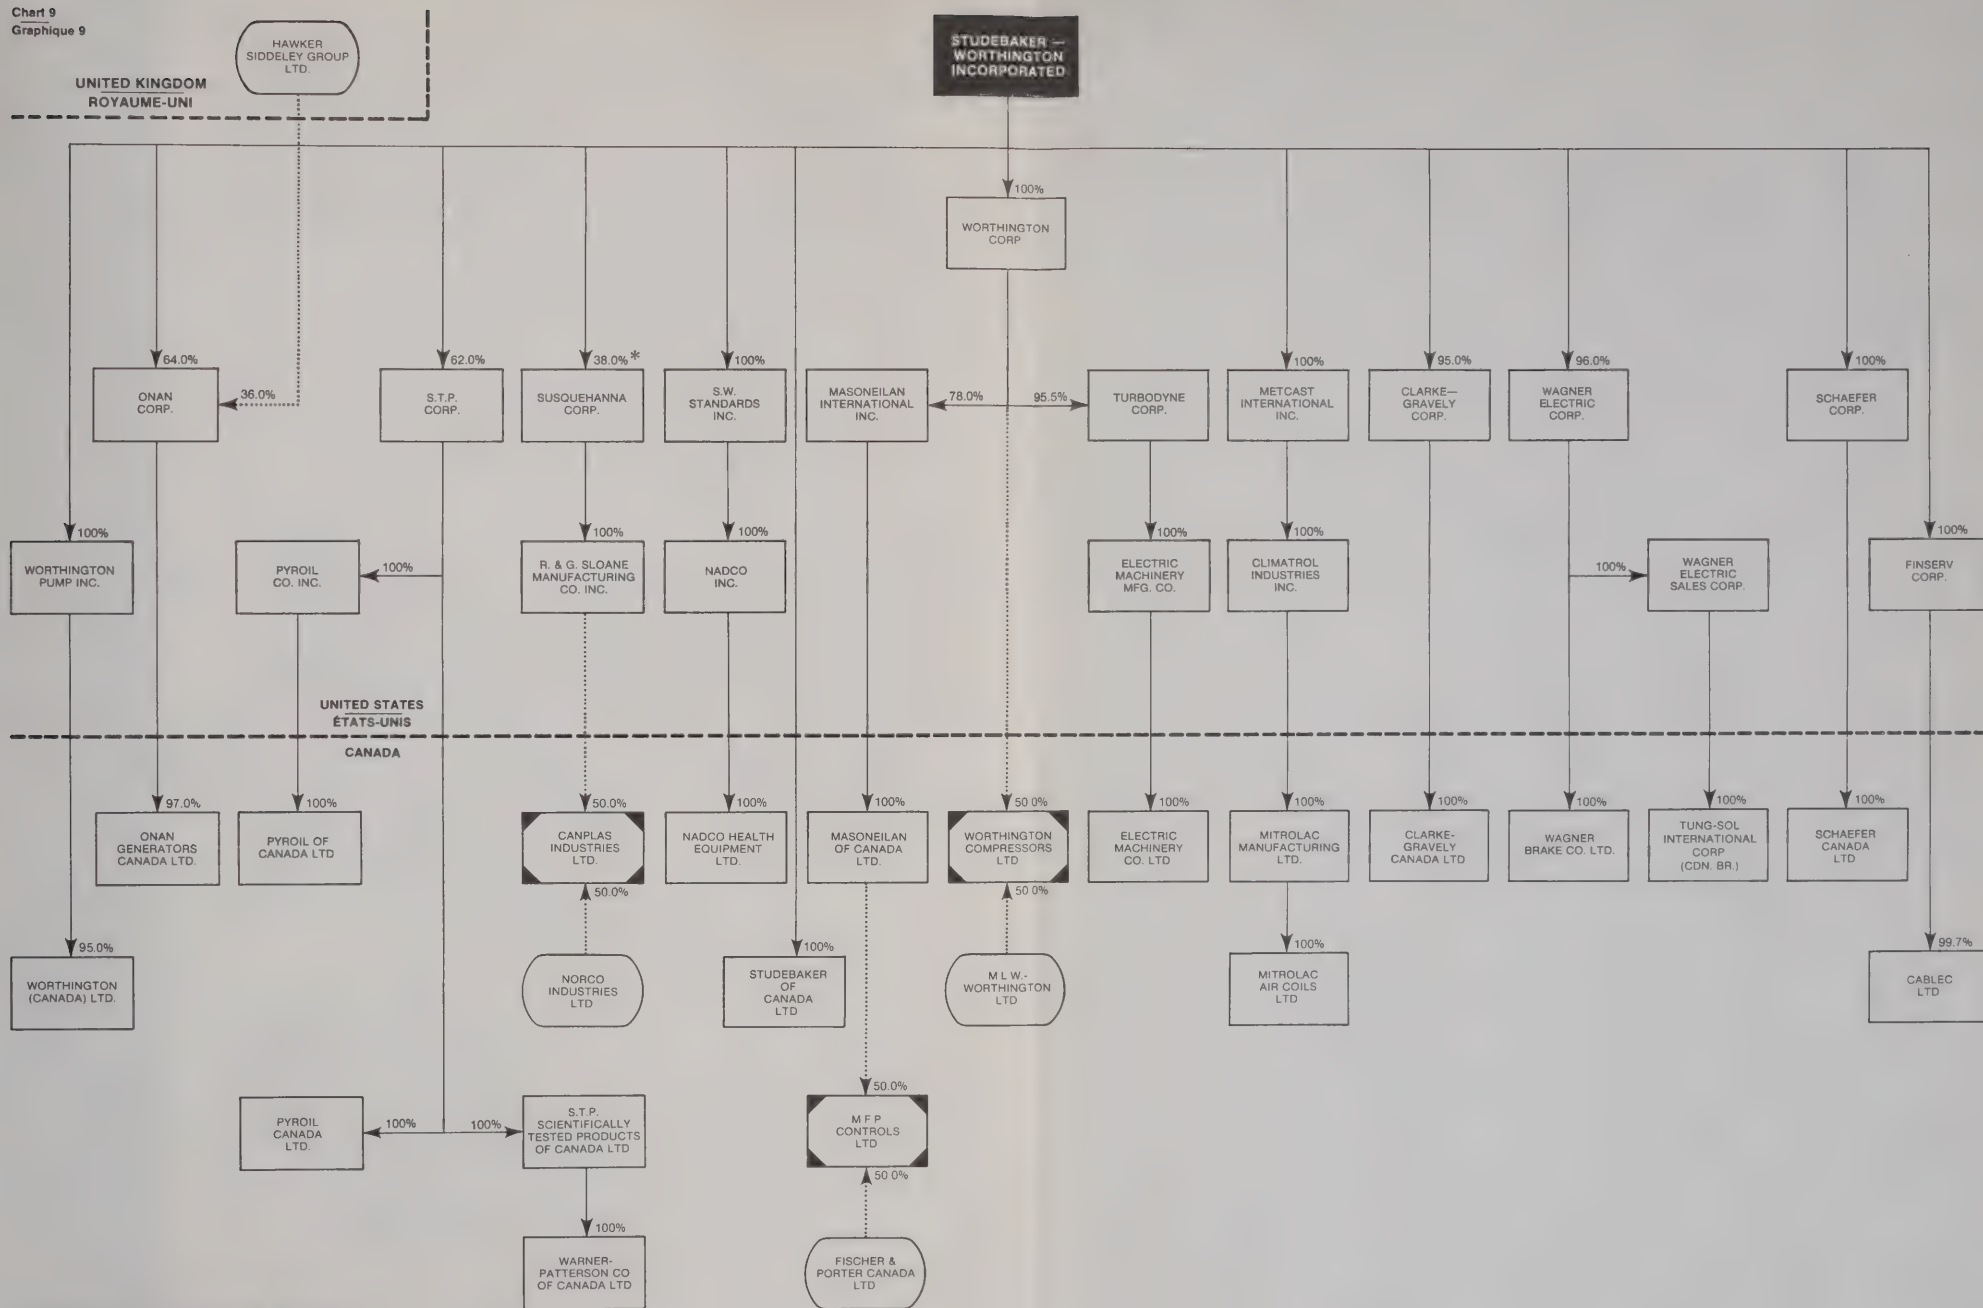 Chart 9
Graphique 9
HAWKER
SIDDELEY GROUP
LTD.
UNITED KINGDOM
ROYAUME-UNI
STUDEBAKER —
WORTHINGTON
INCORPORATED
100%
WORTHINGTON
CORP
64.0%
ONAN
CORP.
36.0%
62.0%
S.T.P.
CORP.
38.0% *
SUSQUEHANNA
CORP.
100%
S.W.
STANDARDS
INC.
MASONEILAN
INTERNATIONAL
INC.
78.0%
95.5%
TURBODYNE
CORP.
100%
METCAST
INTERNATIONAL
INC.
95.0%
CLARKE—
GRAVELY
CORP.
96.0%
WAGNER
ELECTRIC
CORP.
100%
SCHAEFER
CORP.
100%
WORTHINGTON
PUMP INC.
PYROIL
CO. INC.
100%
100%
R. & G. SLOANE
MANUFACTURING
CO. INC.
100%
NADCO
INC.
100%
ELECTRIC
MACHINERY
MFG. CO.
100%
CLIMATROL
INDUSTRIES
INC.
100%
WAGNER
ELECTRIC
SALES CORP.
100%
FINSERV
CORP.
UNITED STATES
ÉTATS-UNIS
CANADA
97.0%
ONAN
GENERATORS
CANADA LTD.
100%
PYROIL OF
CANADA LTD
50.0%
CANPLAS
INDUSTRIES
LTD.
50.0%
100%
NADCO HEALTH
EQUIPMENT
LTD.
100%
MASONEILAN
OF CANADA LTD.
50 0%
WORTHINGTON
COMPRESSORS
LTD
50 0%
100%
ELECTRIC
MACHINERY
CO. LTD
100%
MITROLAC
MANUFACTURING
LTD.
100%
CLARKE-
GRAVELY
CANADA LTD
100%
WAGNER
BRAKE CO. LTD.
100%
TUNG-SOL
INTERNATIONAL
CORP
(CDN. BR.)
100%
SCHAEFER
CANADA
LTD
95.0%
WORTHINGTON
(CANADA) LTD.
NORCO
INDUSTRIES
LTD
100%
STUDEBAKER
OF
CANADA
LTD
M L W.-
WORTHINGTON
LTD
100%
MITROLAC
AIR COILS
LTD
99.7%
CABLEC
LTD
PYROIL
CANADA
LTD.
100%
100%
S.T.P.
SCIENTIFICALLY
TESTED PRODUCTS
OF CANADA LTD
50.0%
M F P
CONTROLS
LTD
50 0%
100%
WARNER-
PATTERSON CO
OF CANADA LTD
FISCHER &
PORTER CANADA
LTD